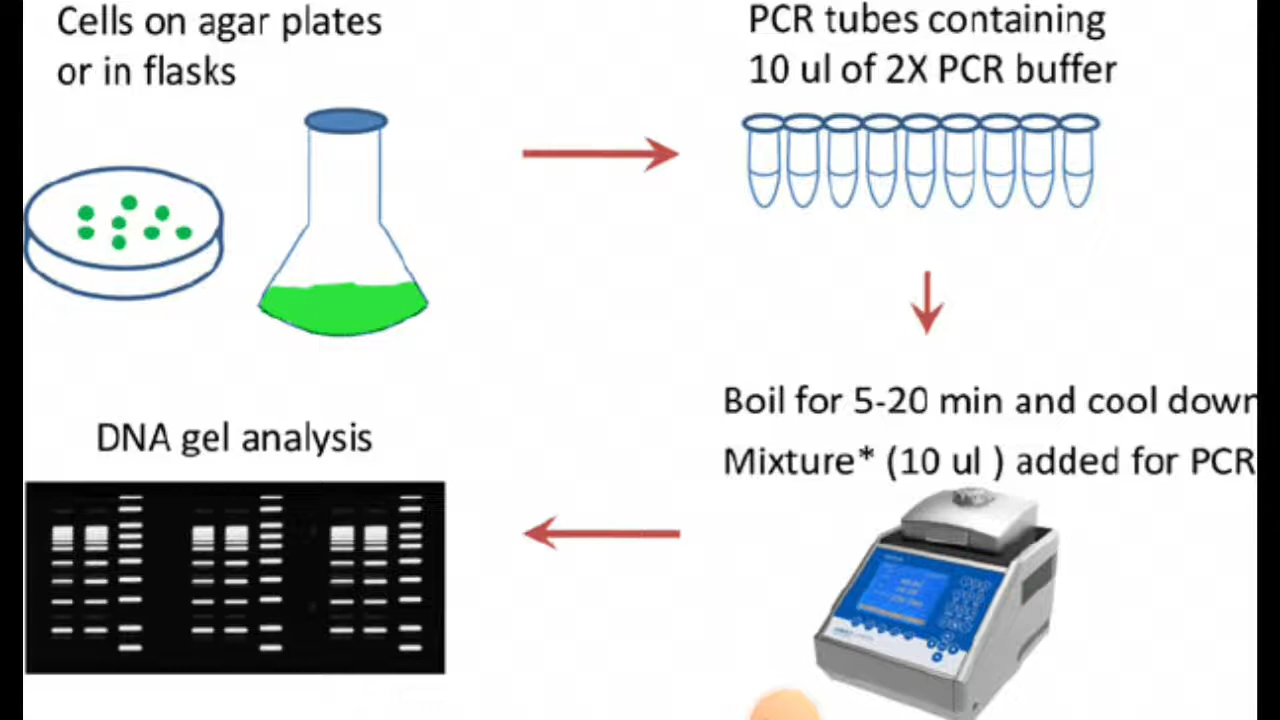 Cells on agar plates
or in flasks
PCR tubes containing
10 ul of 2X PCR buffer
Boil for 5-20 min and cool down
Mixture* (10 ul ) added for PCR
DNA gel analysis